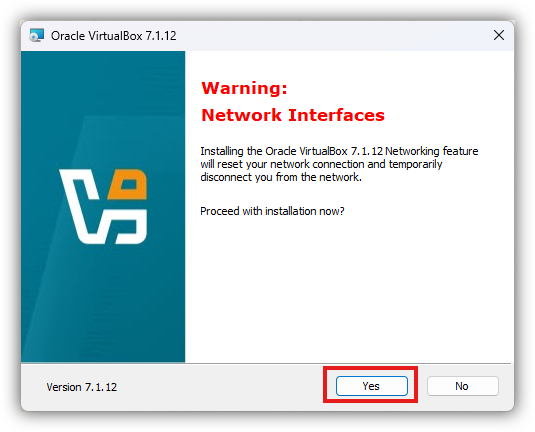 Oracle VirtualBox 7.1.12
Warning:
Network Interfaces
Installing the Oracle VirtualBox 7.1.12 Networking feature
will reset your network connection and temporarily
disconnect you from the network.
Proceed with installation now?
Version 7.1.12
Yes
No